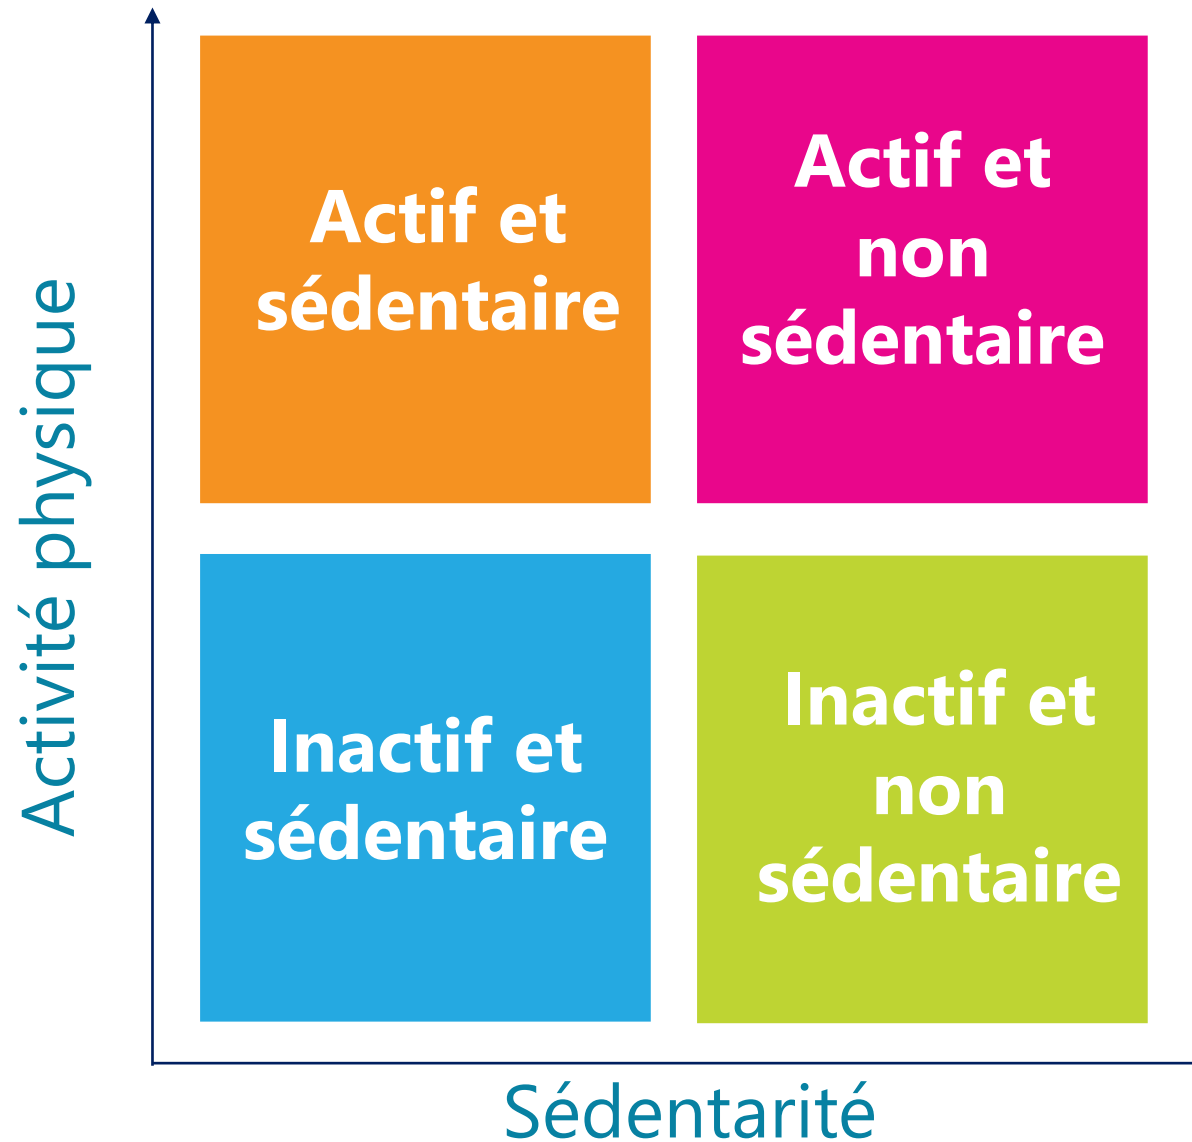 Activité physique
Actif et
sédentaire
Actif et
non
sédentaire
Inactif et
sédentaire
Inactif et
non
sédentaire
Sédentarité